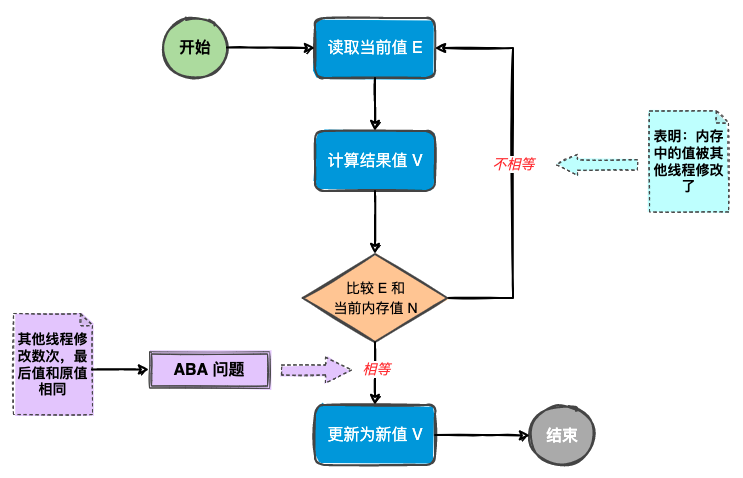 开始
读取当前值 E
计算结果值 V
不相等
表明：内存
中的值被其
他线程修改
了
比较 E 和
当前内存值 N
其他线程修
改数次，最
后值和原值
相同
ABA 问题
相等
更新为新值 V
结束